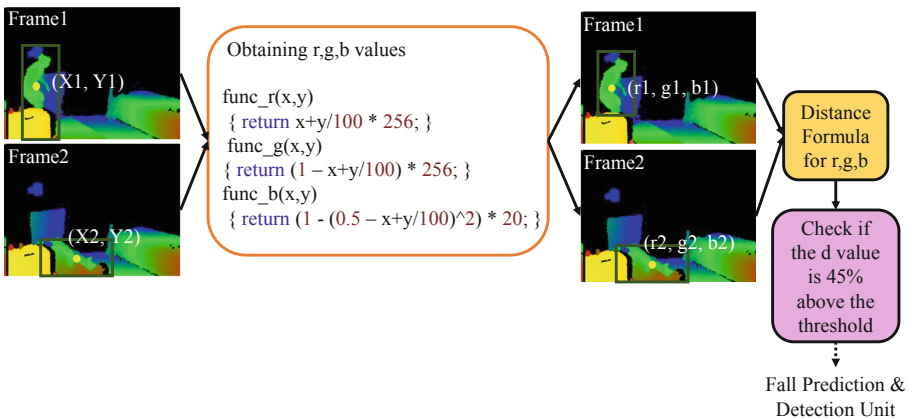 Frame1
(X1, Y1)
Frame2
(X2, Y2)
Obtaining r,g,b values
func_r(x,y)
{ return x+y/100 * 256; }
func_g(x,y)
{ return (1 – x+y/100) * 256; }
func_b(x,y)
{ return (1 - (0.5 – x+y/100)^2) * 20; }
Frame1
(r1, g1, b1)
Frame2
(r2, g2, b2)
Distance
Formula
for r,g,b
Check if
the d value
is 45%
above the
threshold
Fall Prediction &
Detection Unit